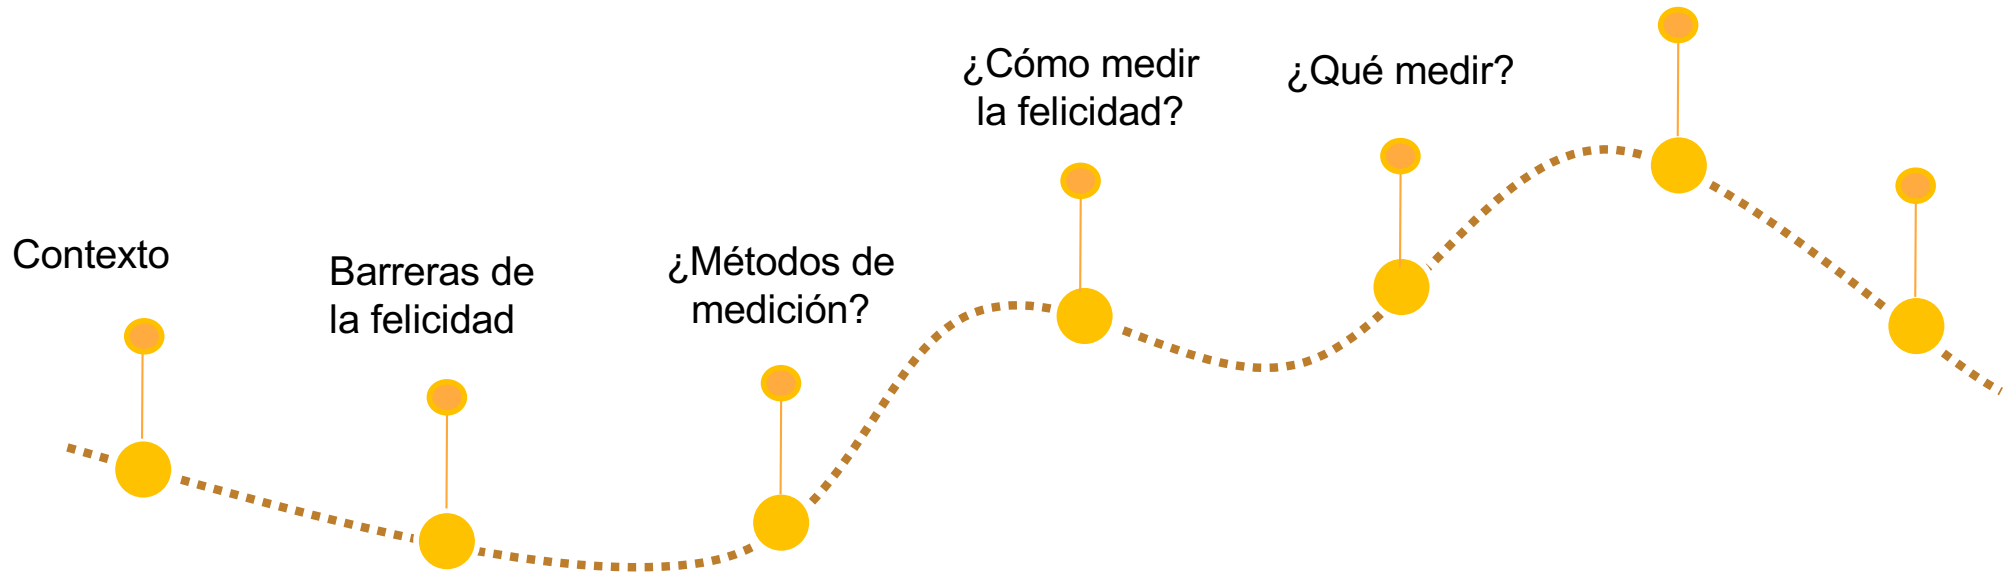 Contexto
Barreras de
la felicidad
¿Métodos de
medición?
¿Cómo medir
la felicidad?
¿Qué medir?